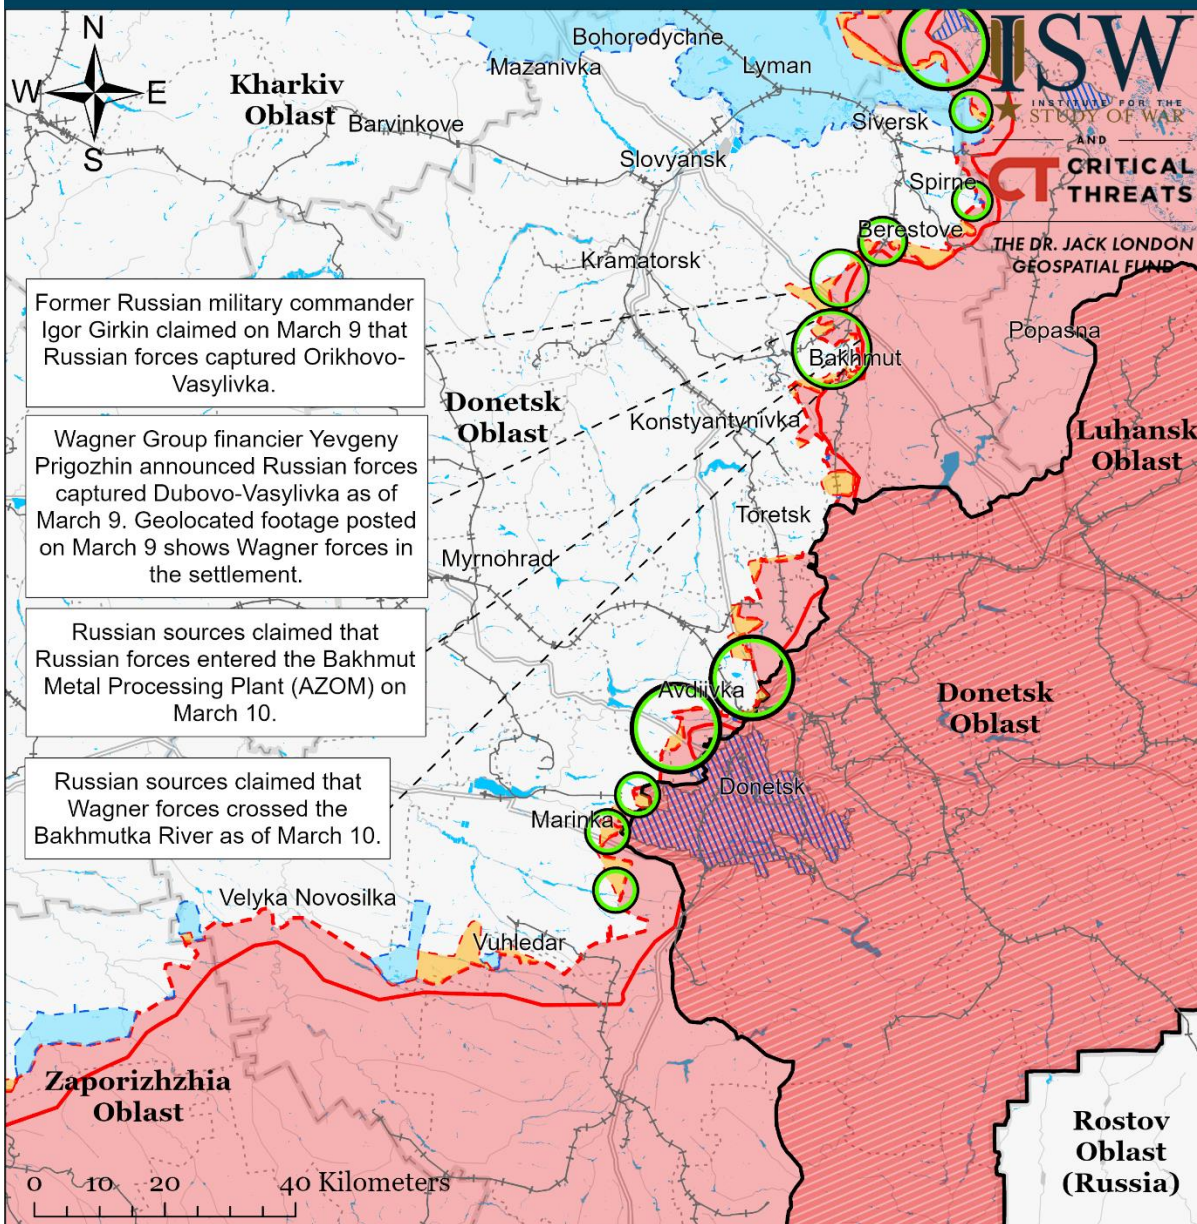 N
W
E
S
ISW
INSTITUTE FOR THE
STUDY OF WAR
AND
CT
CRITICAL
THREATS
THE DR. JACK LONDON
GEOSPATIAL FUND
Bohorodychne
Mazanivka
Lyman
Kharkiv
Oblast
Barvinkove
Siversk
Slovyansk
Spirne
Berestove
Kramatorsk
Former Russian military commander
Igor Girkin claimed on March 9 that
Russian forces captured Orikhovo-
Vasylivka.
Popasna
Bakhmut
Donetsk
Oblast
Konstyantynivka
Luhansk
Oblast
Wagner Group financier Yevgeny
Prigozhin announced Russian forces
captured Dubovo-Vasylivka as of
March 9. Geolocated footage posted
on March 9 shows Wagner forces in
the settlement.
Toretsk
Myrnohrad
Russian sources claimed that
Russian forces entered the Bakhmut
Metal Processing Plant (AZOM) on
March 10.
Avdiivka
Donetsk
Oblast
Russian sources claimed that
Wagner forces crossed the
Bakhmutka River as of March 10.
Donetsk
Marinka
Velyka Novosilka
Vuhledar
Zaporizhzhia
Oblast
Rostov
Oblast
(Russia)
0 10 20 40 Kilometers